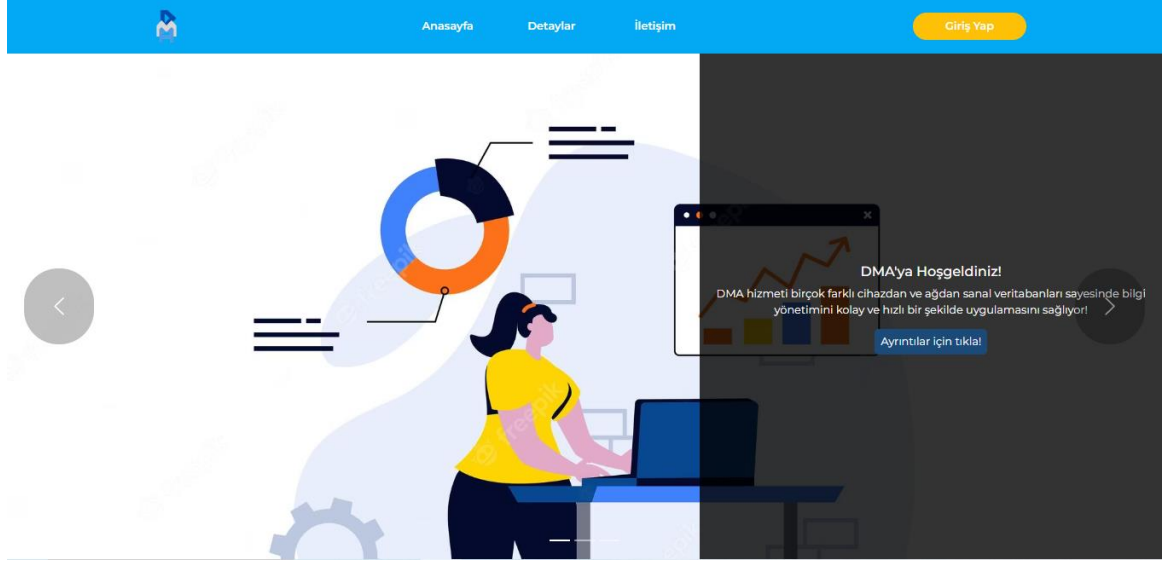 Anasayfa
Detaylar
İletişim
Giriş Yap
DMA'ya Hoşgeldiniz!
DMA hizmeti birçok farklı cihazdan ve ağdan sanal veritabanları sayesinde bilgi
yönetimini kolay ve hızlı bir şekilde uygulamasını sağlıyor!
Ayrıntılar için tıkla!
freepik